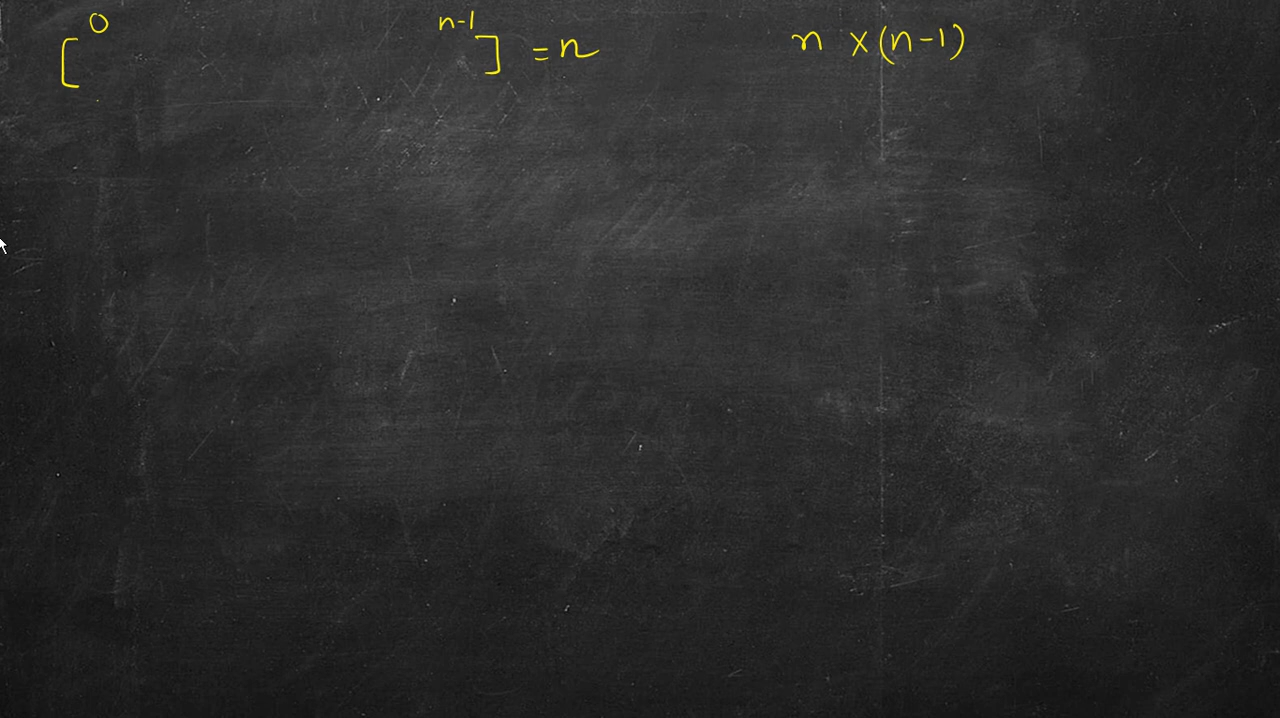 [ 0 n-1 ] = n n × (n-1)